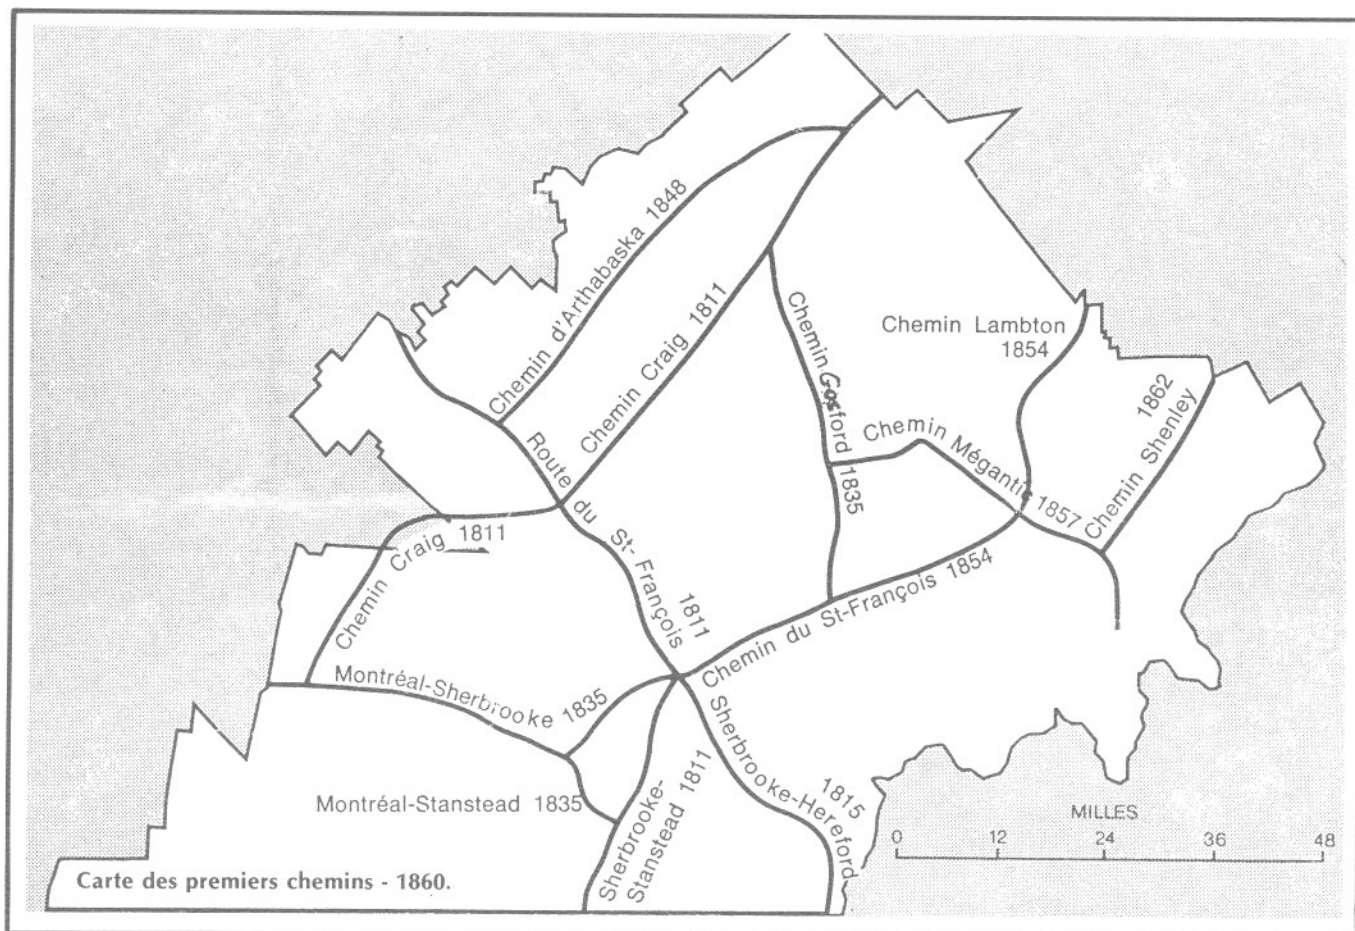 Chemin d'Arthabaska 1848
Chemin Craig 1811
Chemin Gosford 1835
Chemin Lambton
1854
Chemin Mégantic 1857
1862
Chemin Shenley
Route du St-François
1811
Chemin Craig 1811
Chemin du St-François 1854
Montréal-Sherbrooke 1835
Montréal-Stanstead 1835
Sherbrooke-
Stanstead 1811
Sherbrooke-Hereford
1815
MILLES
0 12 24 36 48
Carte des premiers chemins - 1860.